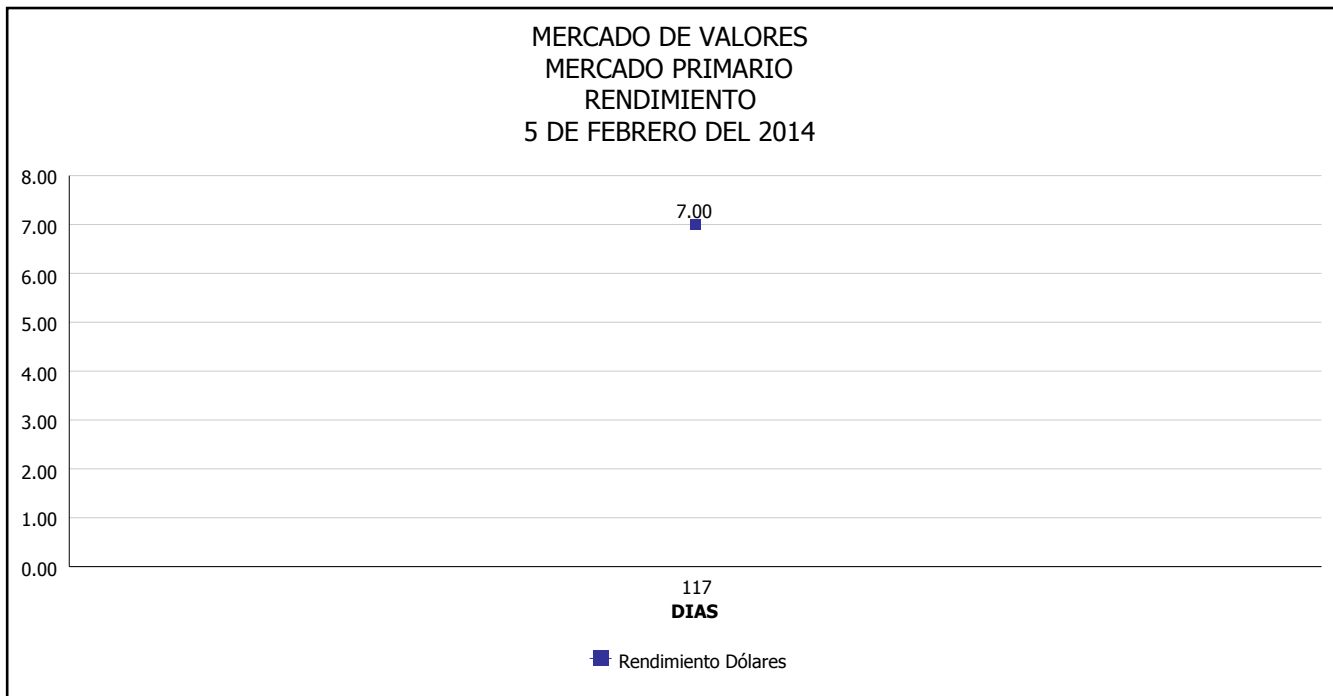 MERCADO DE VALORES
MERCADO PRIMARIO
RENDIMIENTO
5 DE FEBRERO DEL 2014
8.00
7.00
7.00
6.00
5.00
4.00
3.00
2.00
1.00
0.00
117
DIAS
Rendimiento Dólares